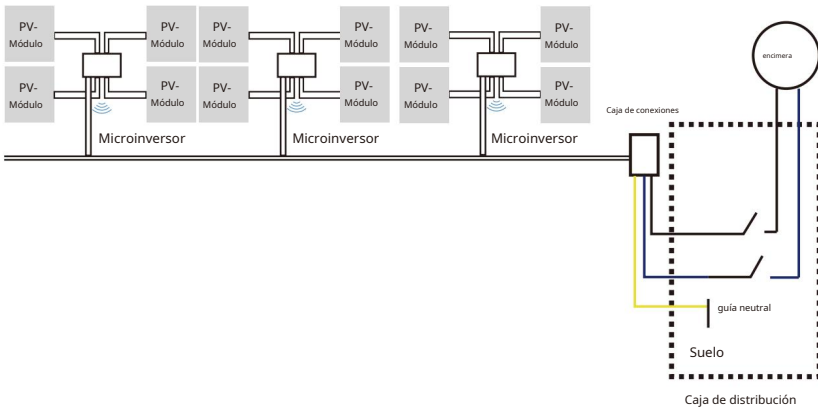 PV-
Módulo
PV-
Módulo
PV-
Módulo
PV-
Módulo
PV-
Módulo
PV-
Módulo
PV-
Módulo
PV-
Módulo
PV-
Módulo
PV-
Módulo
PV-
Módulo
PV-
Módulo
Microinversor
Microinversor
Microinversor
encimera
Caja de conexiones
guía neutral
Suelo
Caja de distribución